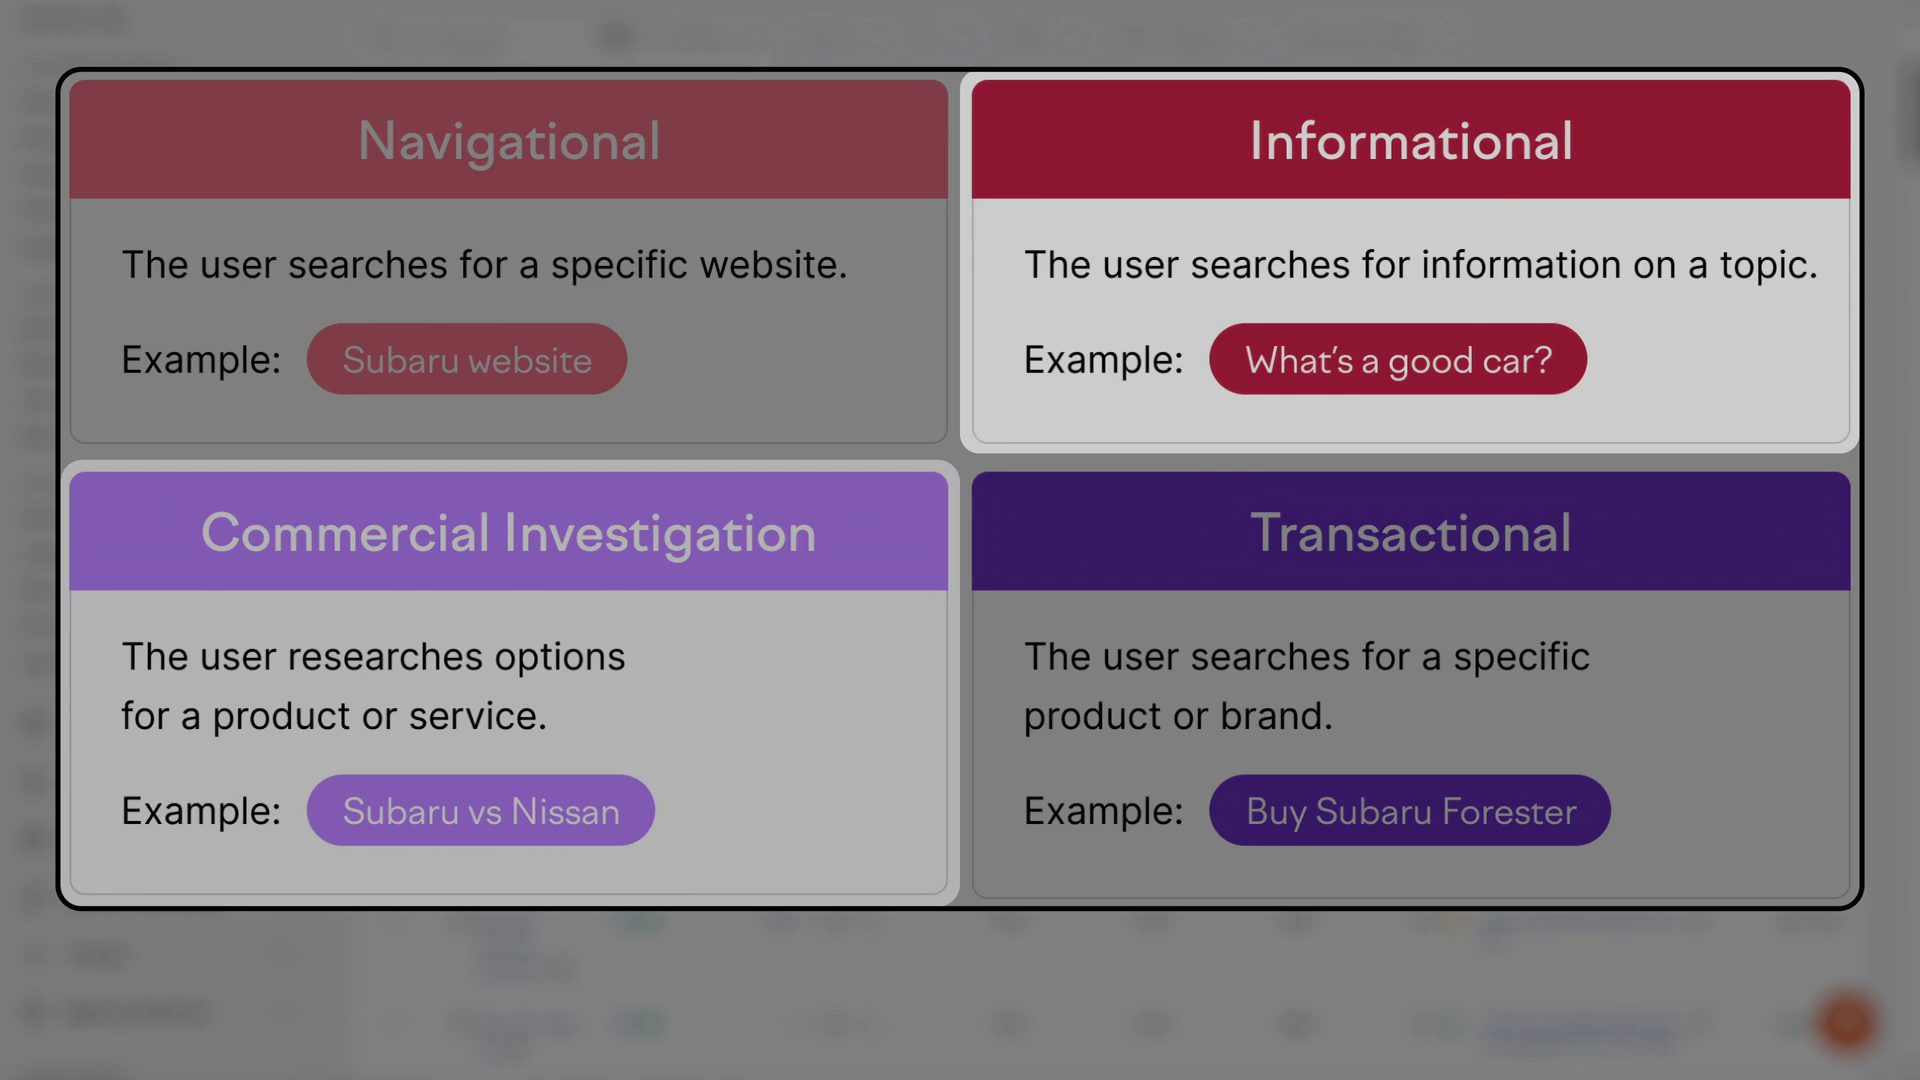 Navigational
The user searches for a specific website.
Example: Subaru website
Informational
The user searches for information on a topic.
Example: What's a good car?
Commercial Investigation
The user researches options
for a product or service.
Example: Subaru vs Nissan
Transactional
The user searches for a specific
product or brand.
Example: Buy Subaru Forester